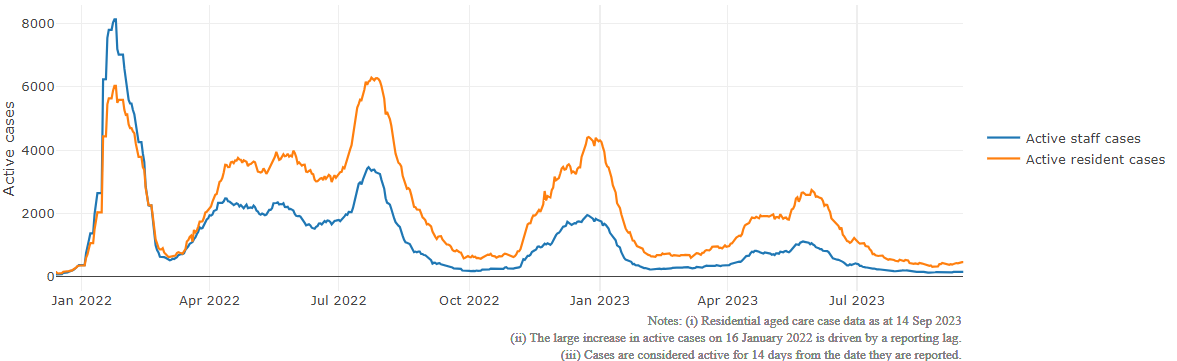 8000
6000
4000
2000
0
Active cases
Jan 2022
Apr 2022
Jul 2022
Oct 2022
Jan 2023
Apr 2023
Jul 2023
Active staff cases
Active resident cases
Notes: (i) Residential aged care case data as at 14 Sep 2023
(ii) The large increase in active cases on 16 January 2022 is driven by a reporting lag.
(iii) Cases are considered active for 14 days from the date they are reported.